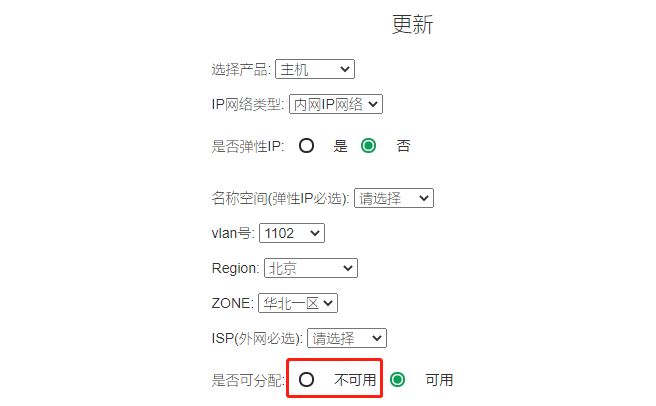 更新
选择产品: 主机
IP网络类型: 内网IP网络
是否弹性IP: 是 否
名称空间(弹性IP必选): 请选择
vlan号: 1102
Region: 北京
ZONE: 华北一区
ISP(外网必选): 请选择
是否可分配: 不可用 可用